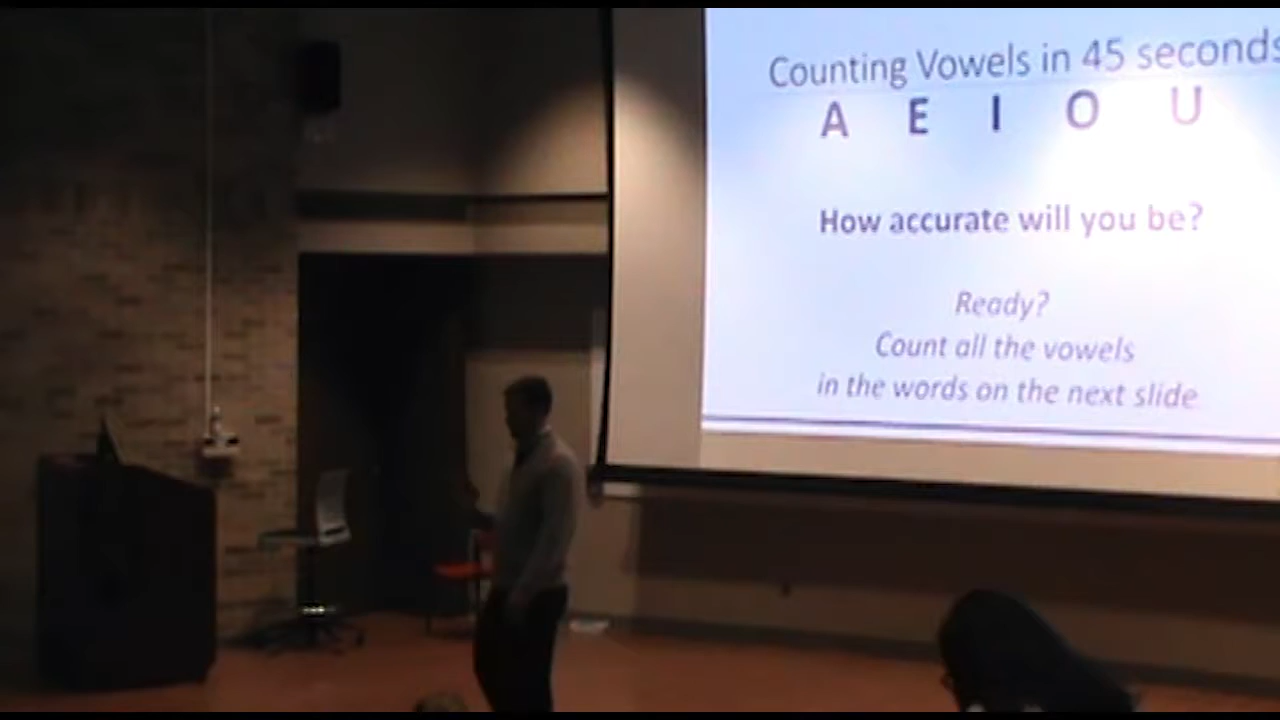 Counting Vowels in 45 seconds
A E I O U
How accurate will you be?
Ready?
Count all the vowels
in the words on the next slide